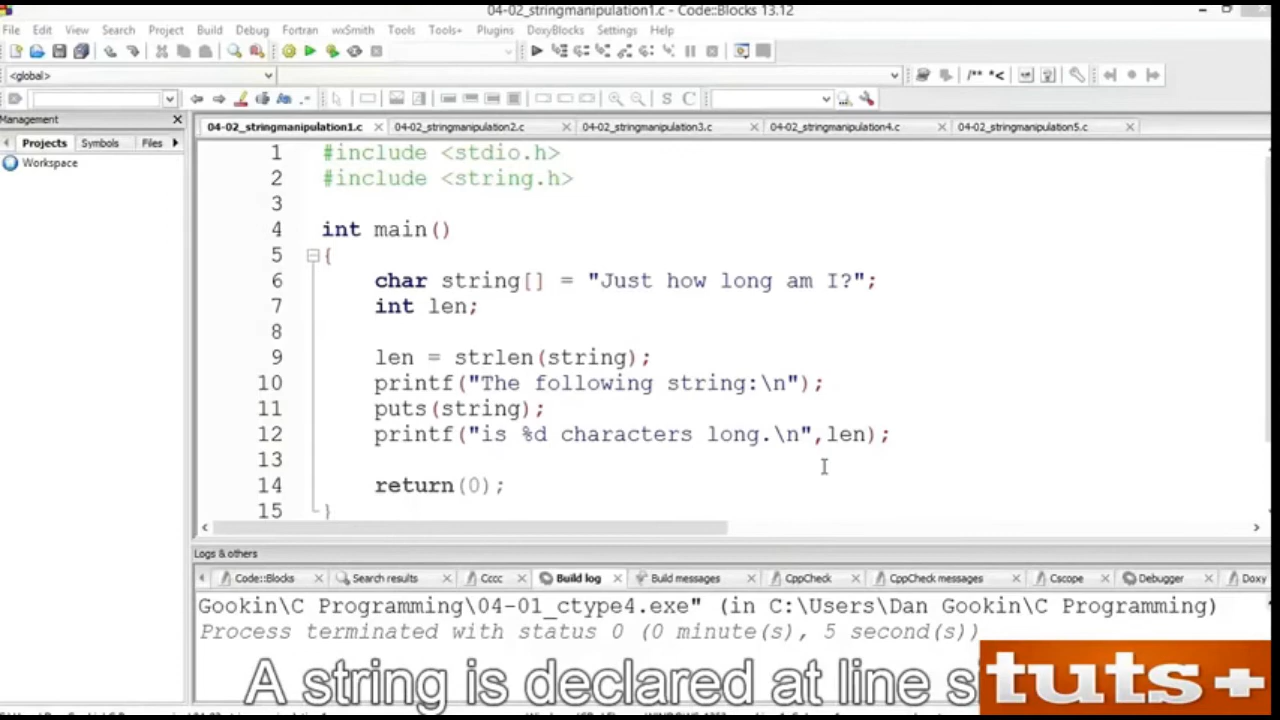 04-02_stringmanipulation1.c - Code::Blocks 13.12
File Edit View Search Project Build Debug Fortran wxSmith Tools Tools+ Plugins DoxyBlocks Settings Help
<global>
/** *<
S C
Management
04-02_stringmanipulation1.c 04-02_stringmanipulation2.c 04-02_stringmanipulation3.c 04-02_stringmanipulation4.c 04-02_stringmanipulation5.c
Projects Symbols Files
Workspace
1 #include <stdio.h>
2 #include <string.h>
3
4 int main()
5 {
6 char string[] = "Just how long am I?";
7 int len;
8
9 len = strlen(string);
10 printf("The following string:\n");
11 puts(string);
12 printf("is %d characters long.\n",len);
13
14 return(0);
15 }
Logs & others
Code::Blocks Search results Cccc Build log Build messages CppCheck CppCheck messages Cscope Debugger Doxy
Gookin\C Programming\04-01_ctype4.exe" (in C:\Users\Dan Gookin\C Programming)
Process terminated with status 0 (0 minute(s), 5 second(s))
A string is declared at line s
tuts+